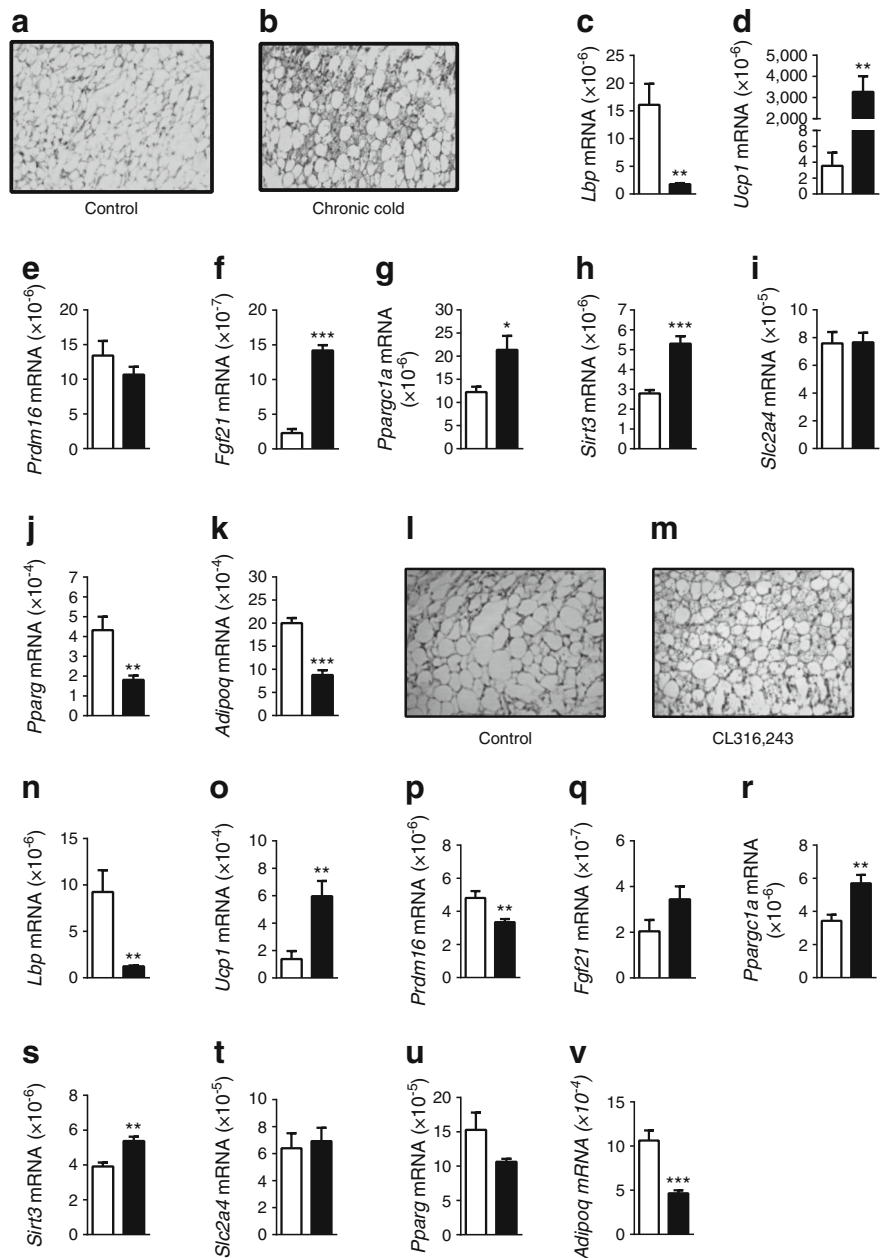 a
b
c
d
Control
Chronic cold
Lbp mRNA (×10-6)
25
20
15
10
5
0
**
Ucp1 mRNA (×10-6)
5,000
4,000
3,000
2,000
8
6
4
2
0
**
e
f
g
h
i
Prdm16 mRNA (×10-6)
20
15
10
5
0
Fgf21 mRNA (×10-7)
20
15
10
5
0
***
Ppargc1a mRNA
(×10-6)
30
25
20
15
10
5
0
*
Sirt3 mRNA (×10-6)
7
6
5
4
3
2
1
0
***
Slc2a4 mRNA (×10-5)
10
8
6
4
2
0
j
k
l
m
Pparg mRNA (×10-4)
7
6
5
4
3
2
1
0
**
Adipoq mRNA (×10-4)
30
25
20
15
10
5
0
***
Control
CL316,243
n
o
p
q
r
Lbp mRNA (×10-6)
15
10
5
0
**
Ucp1 mRNA (×10-4)
10
8
6
4
2
0
**
Prdm16 mRNA (×10-6)
8
6
4
2
0
**
Fgf21 mRNA (×10-7)
6
4
2
0
Ppargc1a mRNA
(×10-6)
8
6
4
2
0
**
s
t
u
v
Sirt3 mRNA (×10-6)
8
6
4
2
0
**
Slc2a4 mRNA (×10-5)
10
8
6
4
2
0
Pparg mRNA (×10-5)
20
15
10
5
0
Adipoq mRNA (×10-4)
15
10
5
0
***